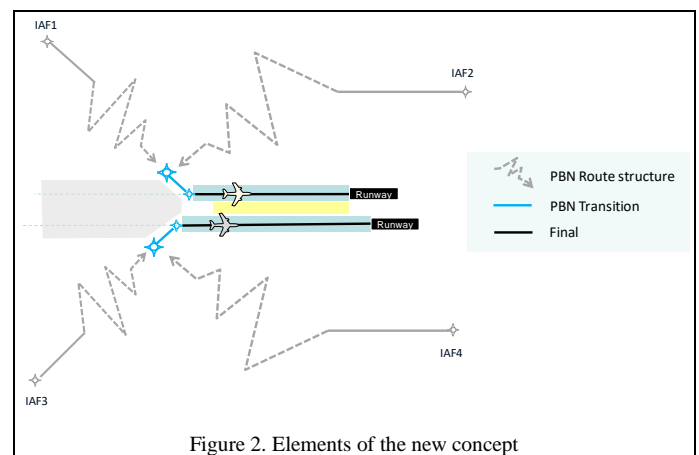 IAF1
IAF2
PBN Route structure
Runway
PBN Transition
Runway
Final
IAF4
IAF3
Figure 2. Elements of the new concept